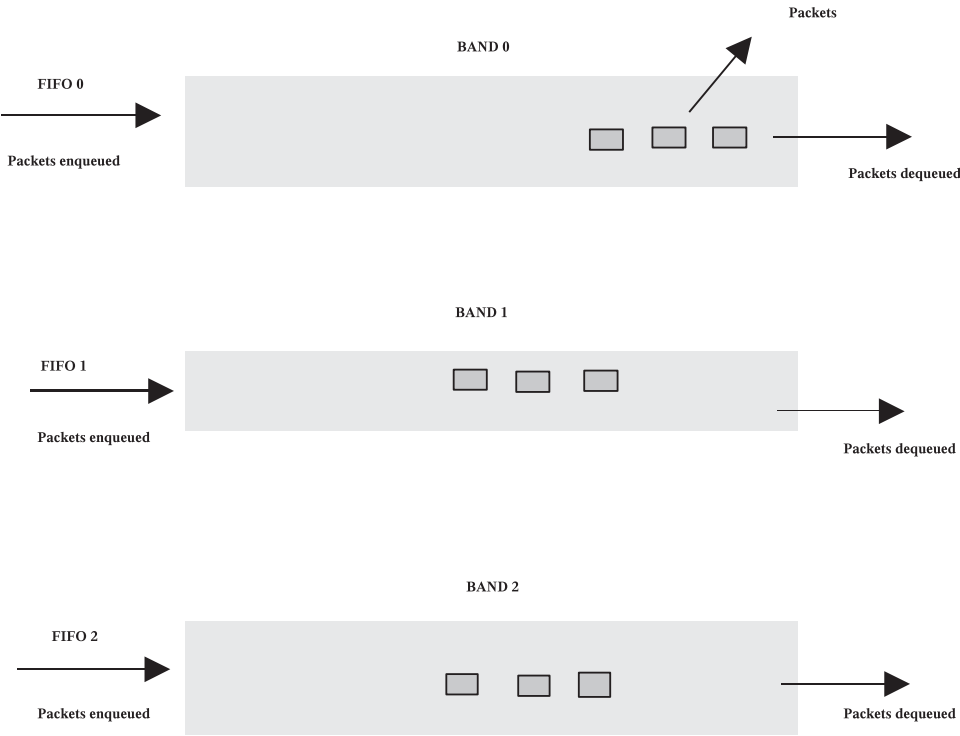 Packets
BAND 0
FIFO 0
Packets enqueued
Packets dequeued
BAND 1
FIFO 1
Packets enqueued
Packets dequeued
BAND 2
FIFO 2
Packets enqueued
Packets dequeued